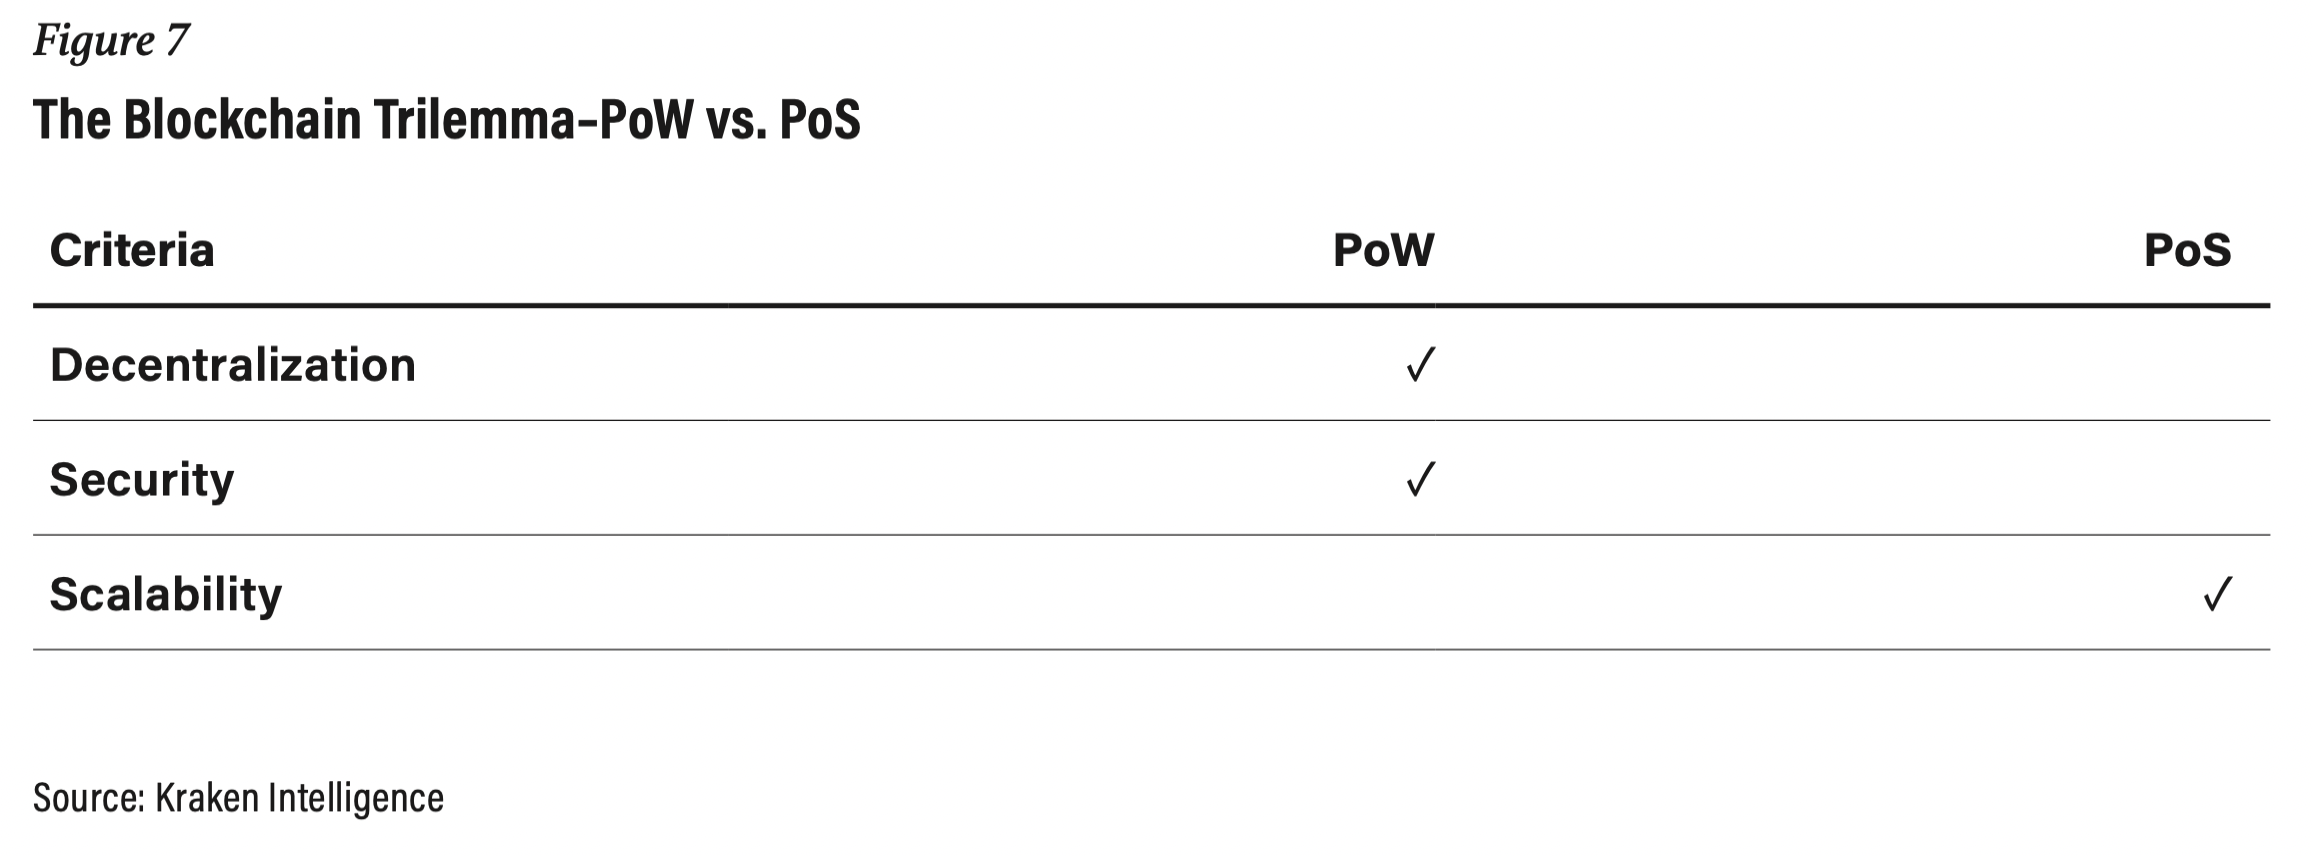 Figure 7
The Blockchain Trilemma–PoW vs. PoS
Criteria PoW PoS
Decentralization ✓
Security ✓
Scalability ✓
Source: Kraken Intelligence